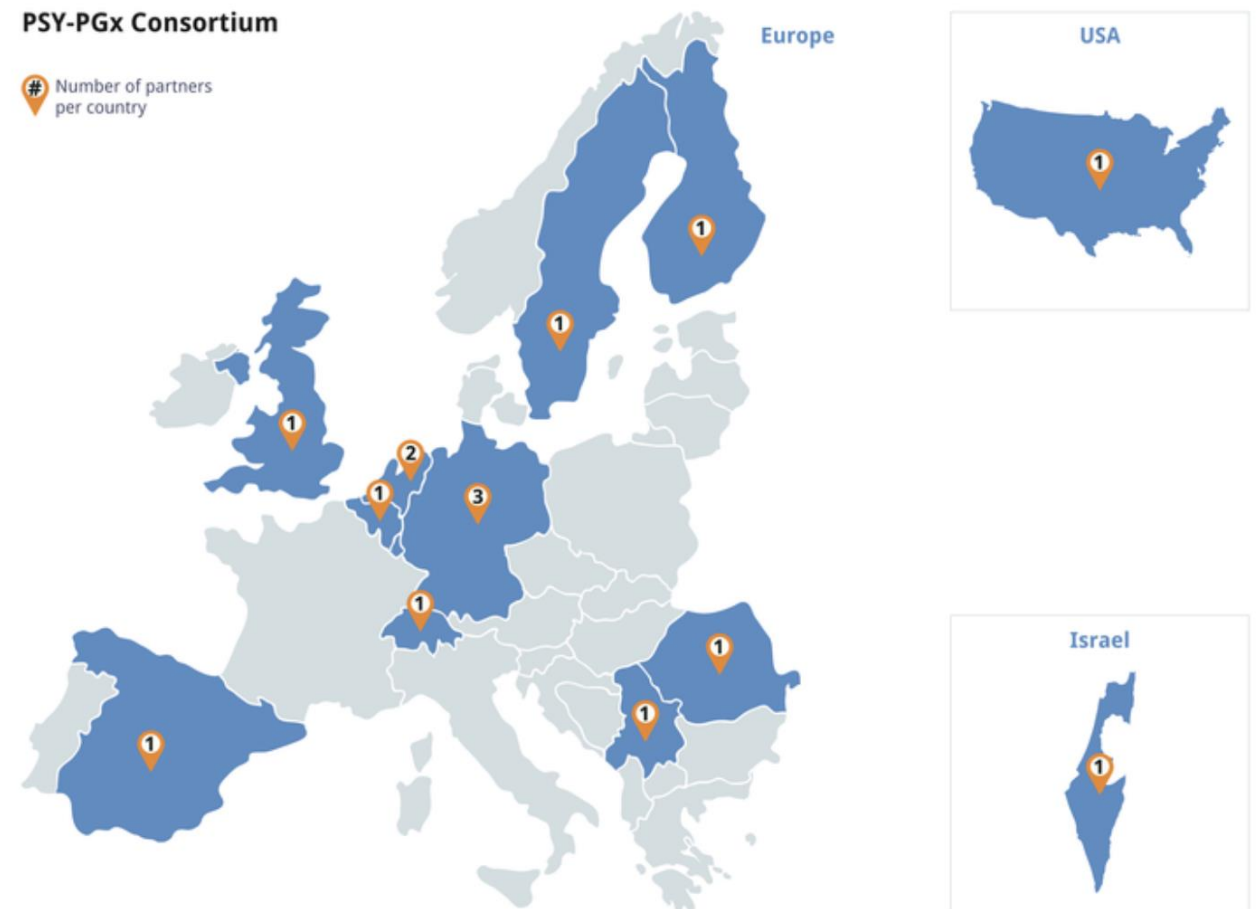 PSY-PGx Consortium
Europe
USA
# Number of partners
per country
1
1
1
1
2
1
3
1
1
Israel
1
1
1